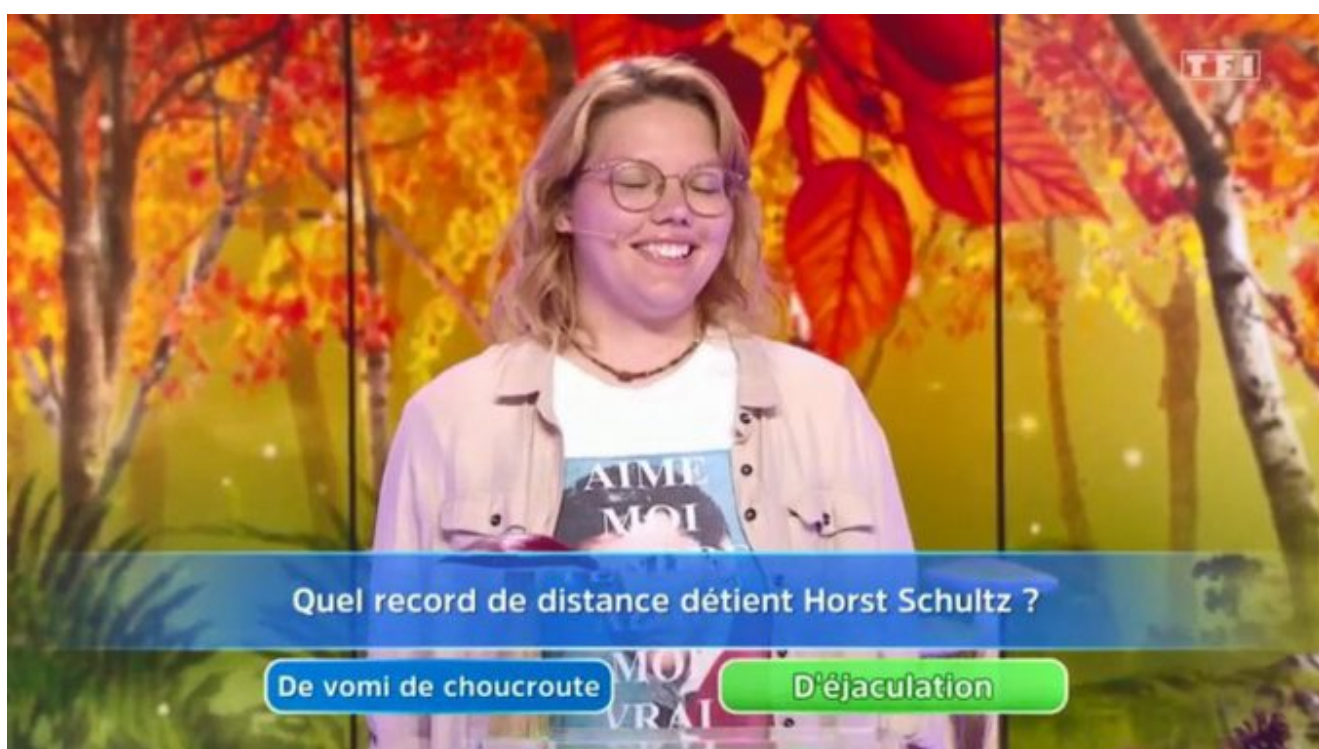 TF1
AIME
MOI
Quel record de distance détient Horst Schultz ?
MOI
De vomi de choucroute
D'éjaculation
VRAI